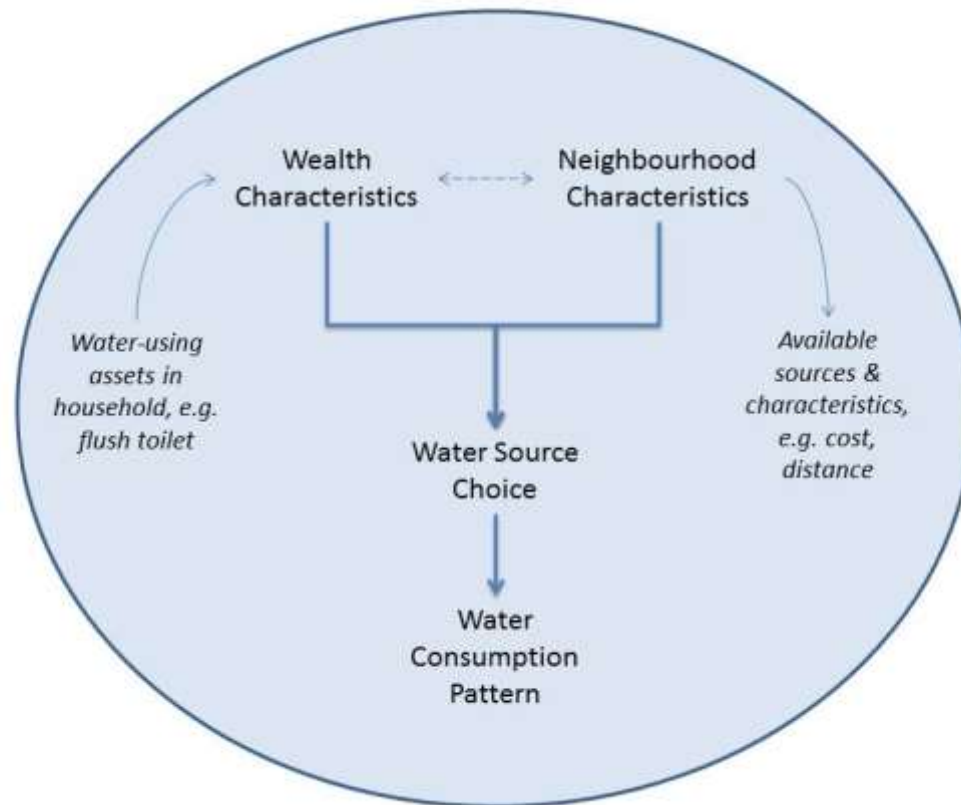 Wealth
Characteristics
Neighbourhood
Characteristics
Water-using
assets in
household, e.g.
flush toilet
Available
sources &
characteristics,
e.g. cost,
distance
Water Source
Choice
Water
Consumption
Pattern